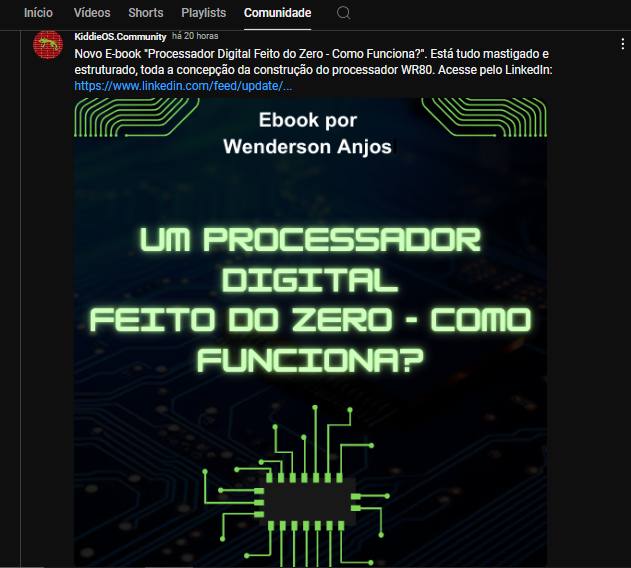 Início Vídeos Shorts Playlists Comunidade
KiddieOS.Community há 20 horas
Novo E-book "Processador Digital Feito do Zero - Como Funciona?". Está tudo mastigado e
estruturado, toda a concepção da construção do processador WR80. Acesse pelo LinkedIn:
https://www.linkedin.com/feed/update/...
Ebook por
Wenderson Anjos
UM PROCESSADOR
DIGITAL
FEITO DO ZERO - COMO
FUNCIONA?